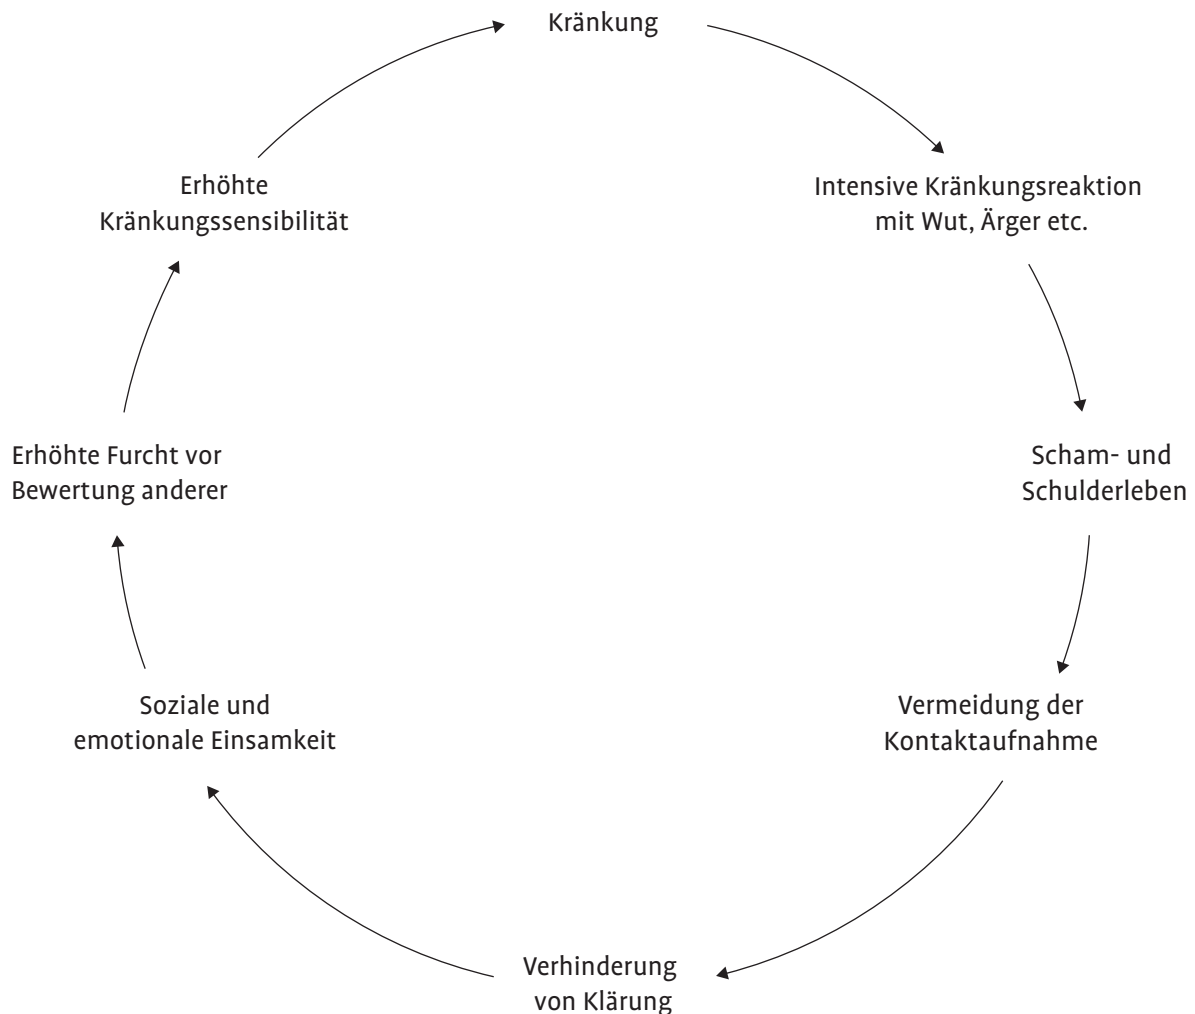 Kränkung
Intensive Kränkungsreaktion
mit Wut, Ärger etc.
Scham- und
Schulderleben
Vermeidung der
Kontaktaufnahme
Verhinderung
von Klärung
Soziale und
emotionale Einsamkeit
Erhöhte Furcht vor
Bewertung anderer
Erhöhte
Kränkungssensibilität